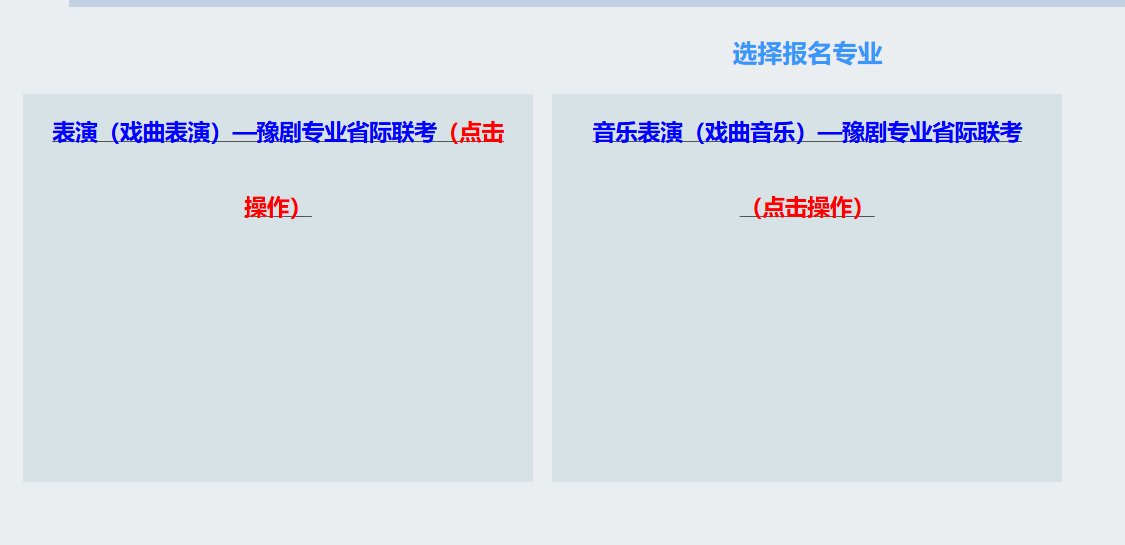 选择报名专业
表演（戏曲表演）—豫剧专业省际联考（点击
操作）
音乐表演（戏曲音乐）—豫剧专业省际联考
（点击操作）